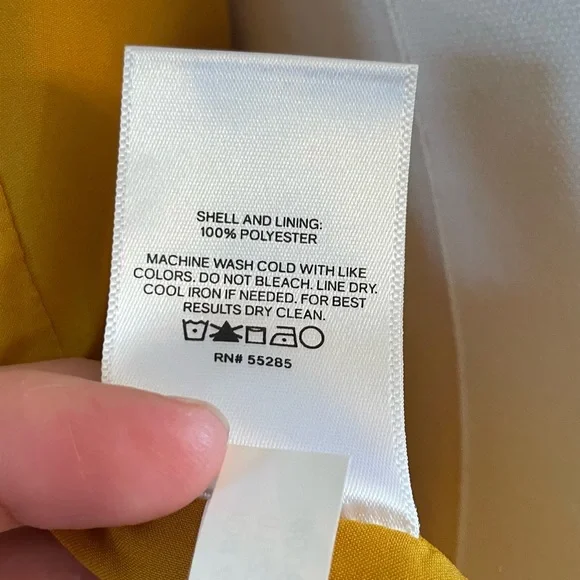 SHELL AND LINING:
100% POLYESTER
MACHINE WASH COLD WITH LIKE
COLORS. DO NOT BLEACH. LINE DRY.
COOL IRON IF NEEDED. FOR BEST
RESULTS DRY CLEAN.
RN# 55285